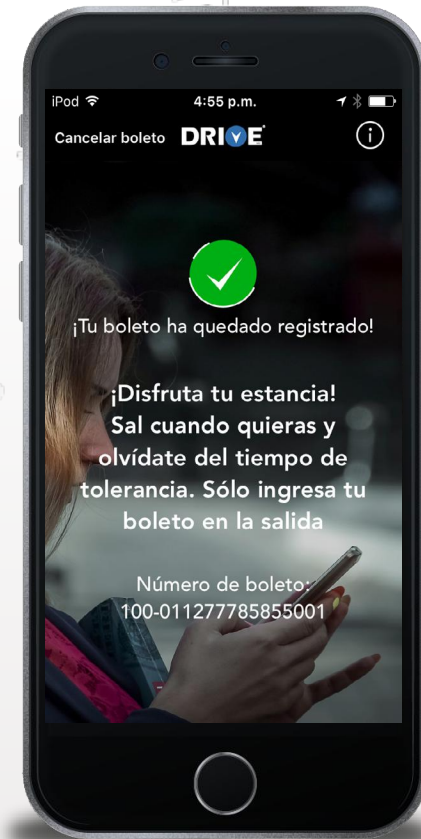 iPod 4:55 p.m.
Cancelar boleto DRIVE
¡Tu boleto ha quedado registrado!
¡Disfruta tu estancia!
Sal cuando quieras y
olvídate del tiempo de
tolerancia. Sólo ingresa tu
boleto en la salida
Número de boleto:
100-011277785855001